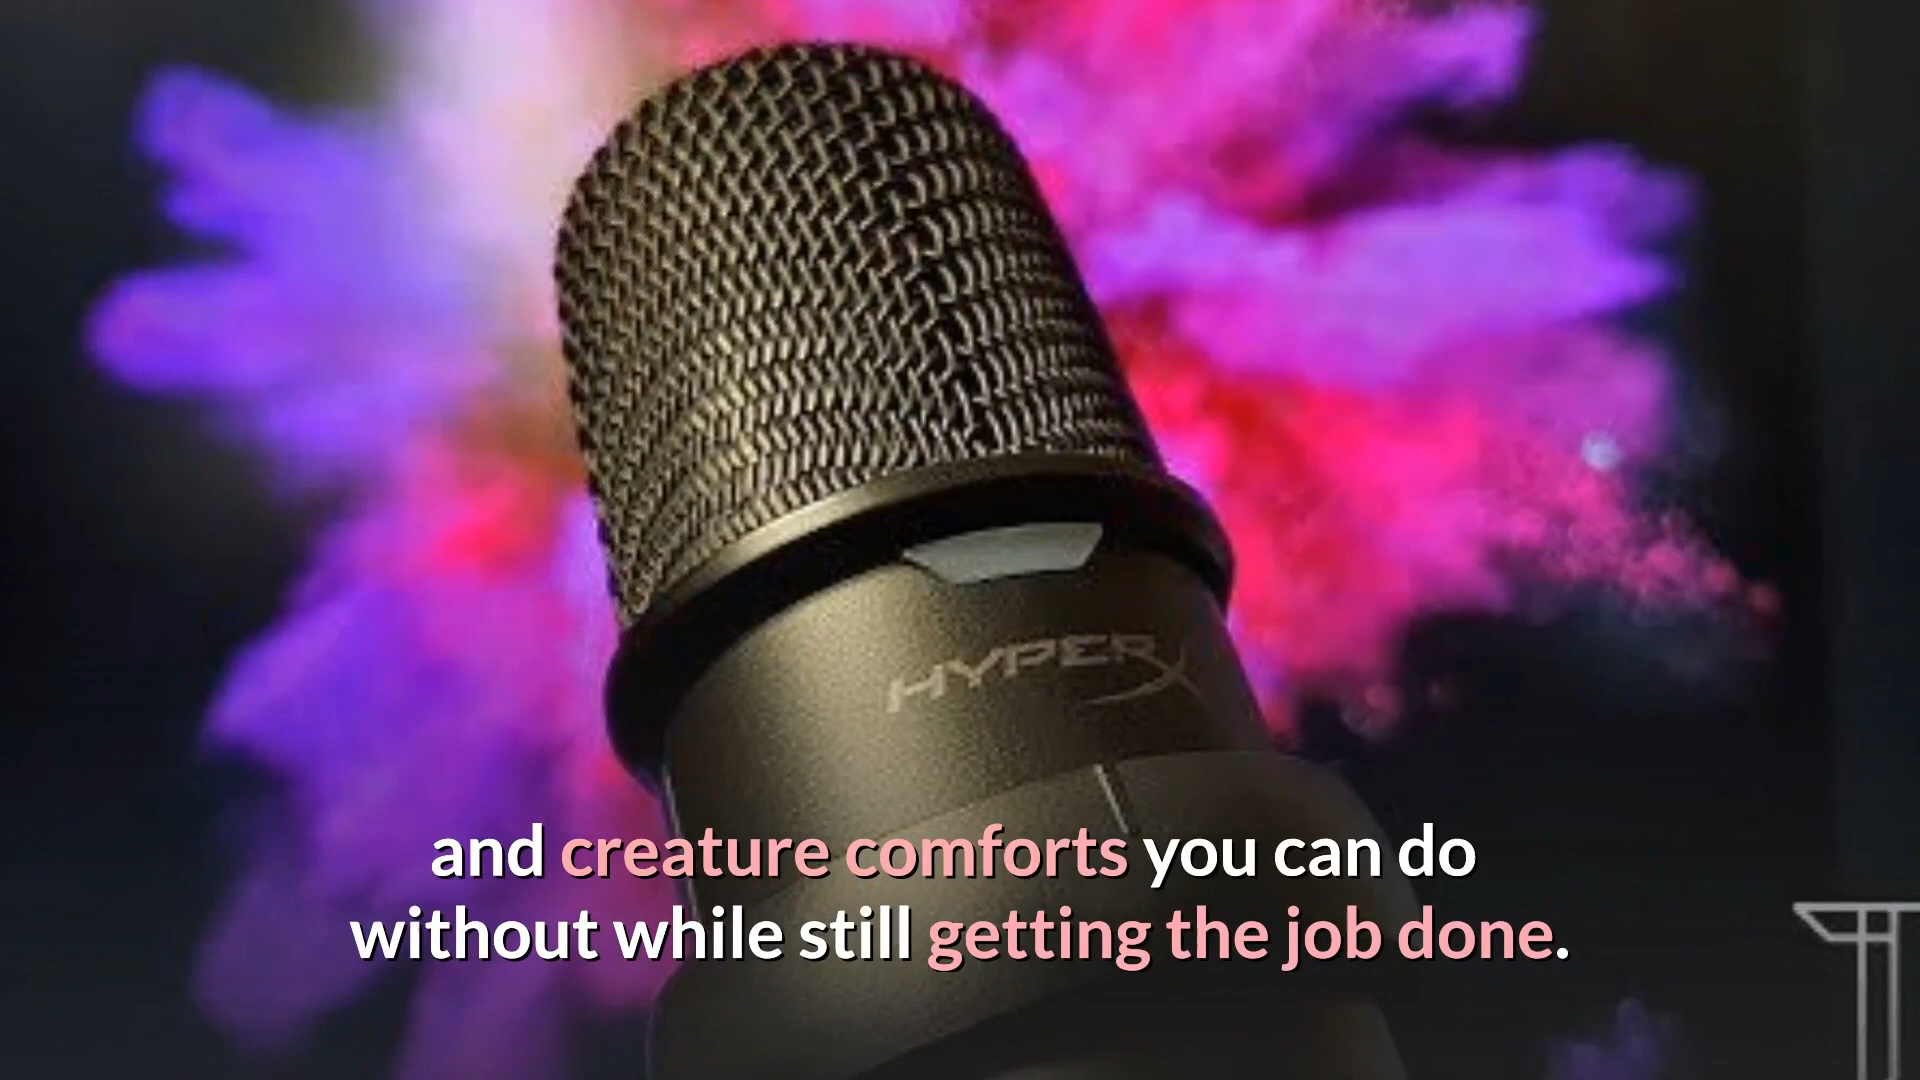 HYPERX
and creature comforts you can do
without while still getting the job done.